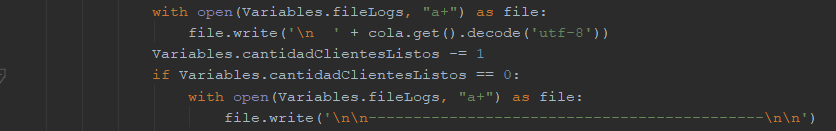 with open(Variables.fileLogs, "a+") as file:
file.write('\n  ' + cola.get().decode('utf-8'))
Variables.cantidadClientesListos -= 1
if Variables.cantidadClientesListos == 0:
with open(Variables.fileLogs, "a+") as file:
file.write('\n\n--------------------------------------------\n\n')